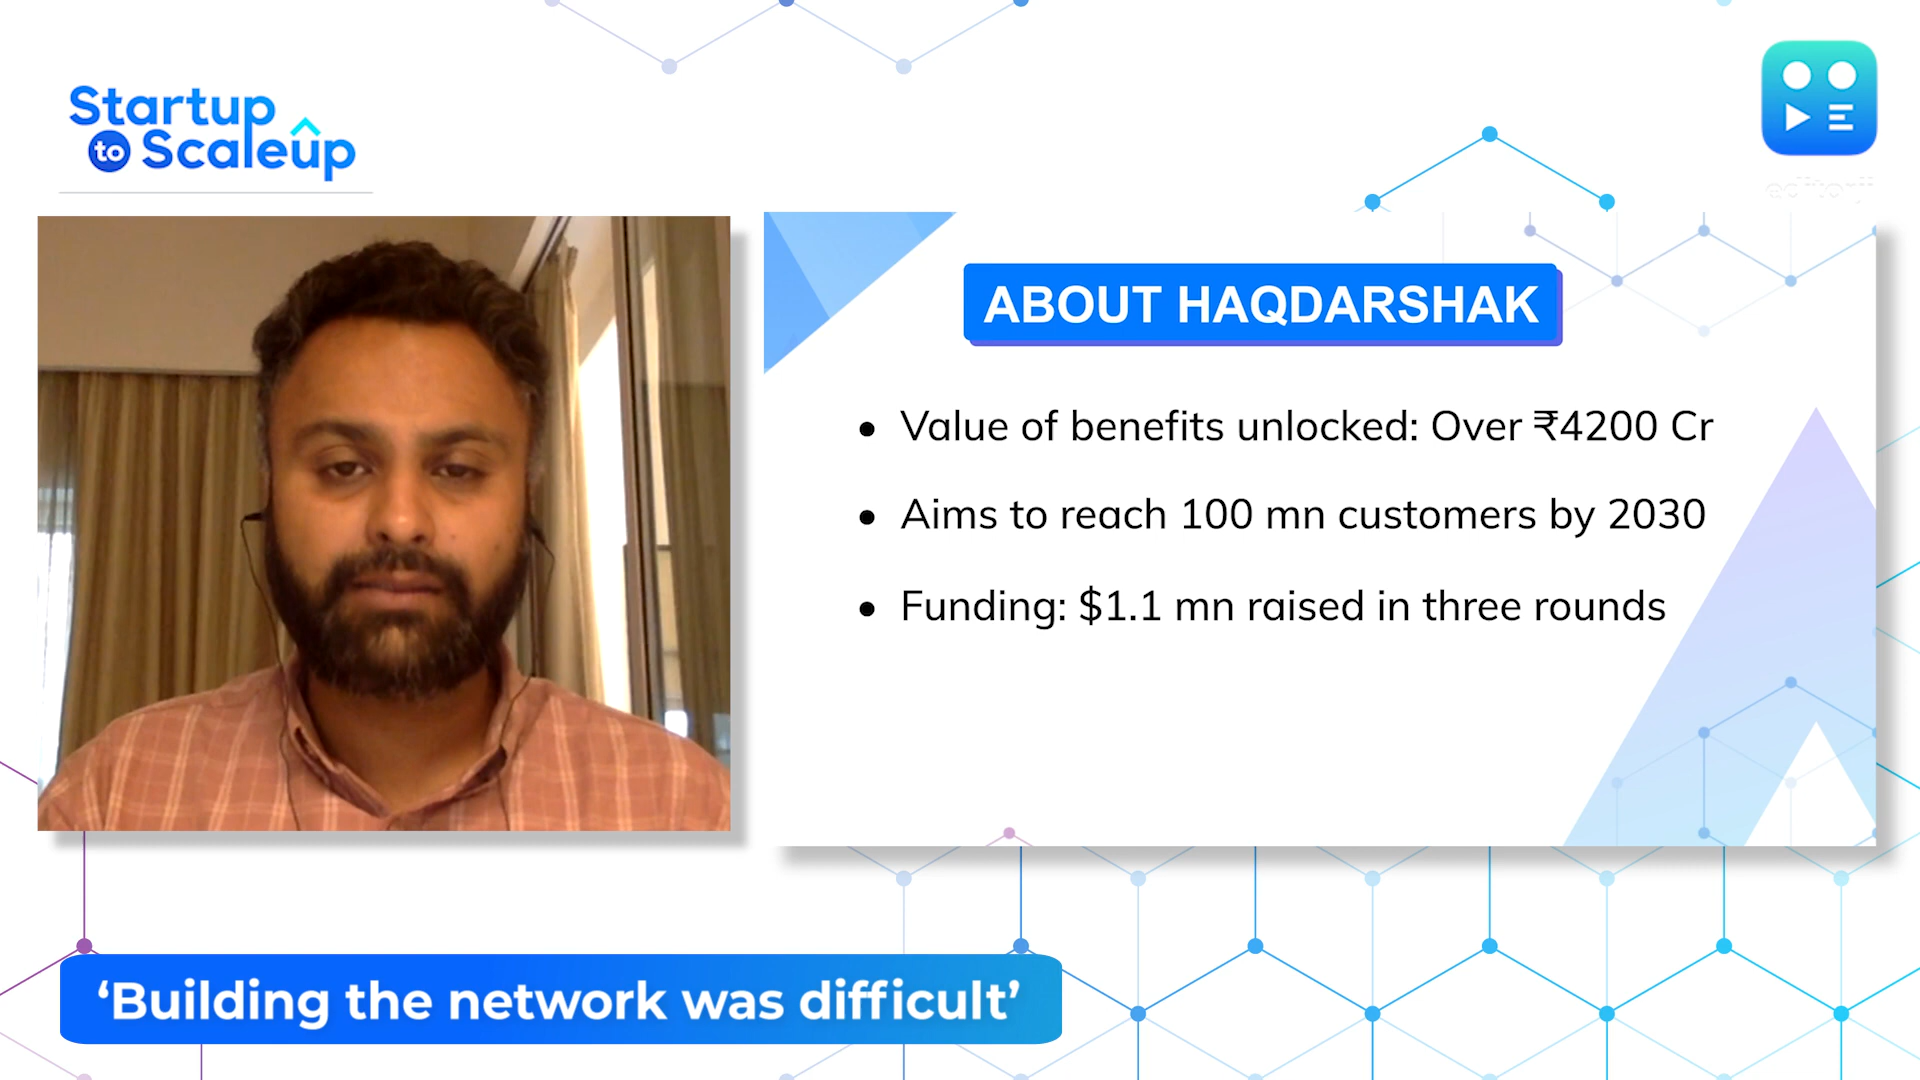 Startup
to Scaleup
editorji
ABOUT HAQDARSHAK
• Value of benefits unlocked: Over ₹4200 Cr
• Aims to reach 100 mn customers by 2030
• Funding: $1.1 mn raised in three rounds
‘Building the network was difficult’